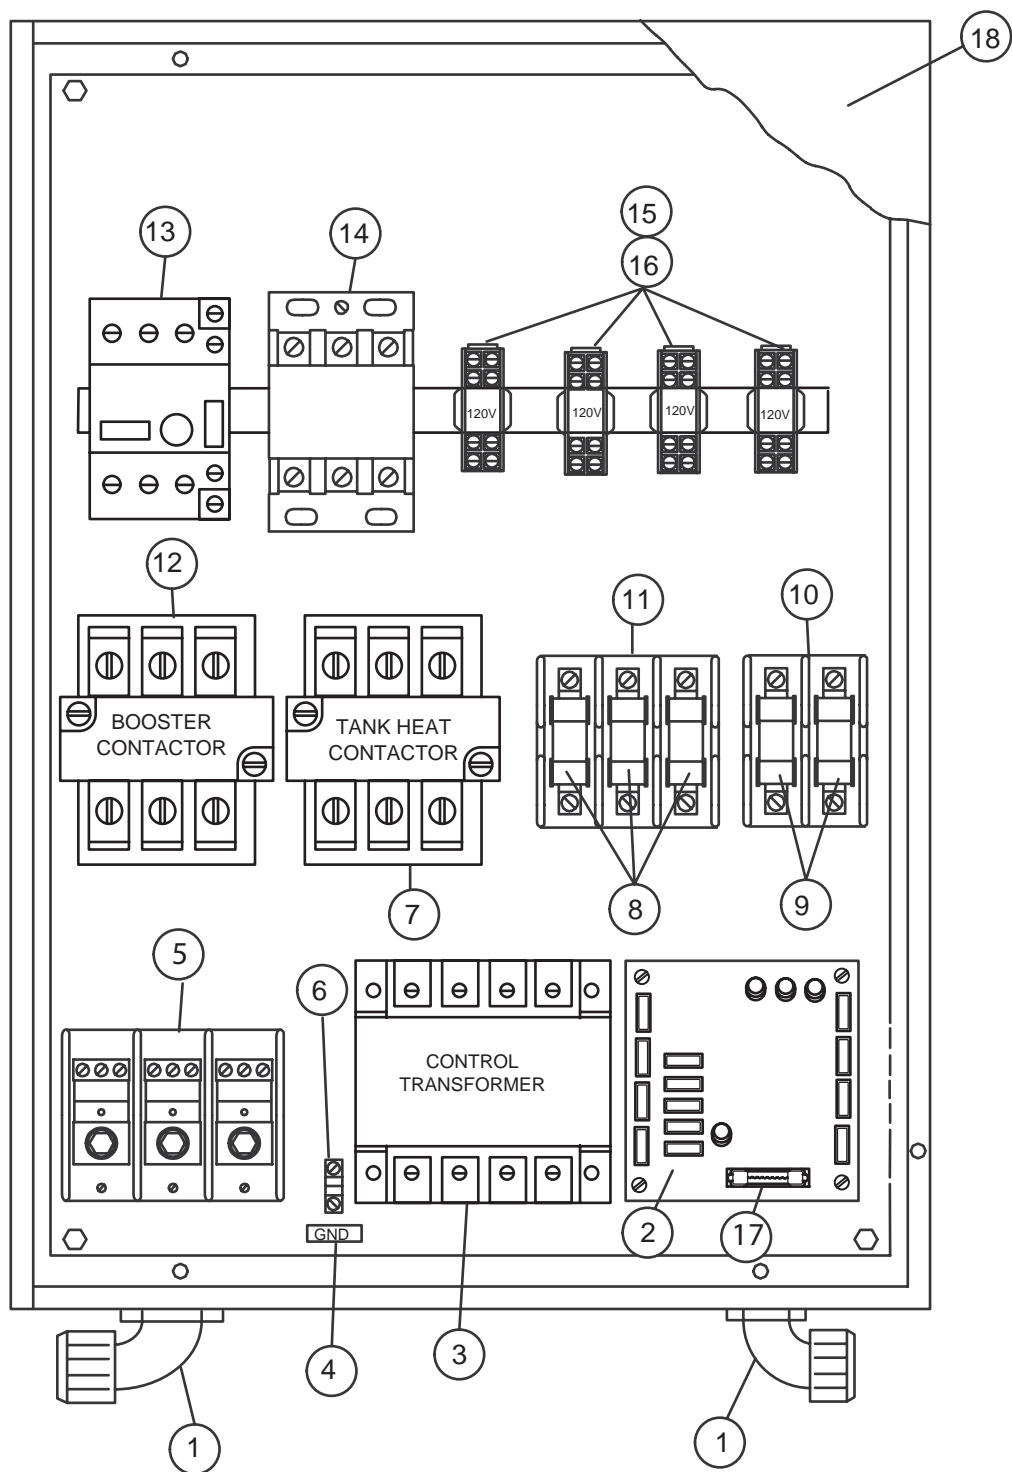 18
15
13
14
16
120V
120V
120V
120V
12
11
10
BOOSTER
CONTACTOR
TANK HEAT
CONTACTOR
7
8
9
5
6
CONTROL
TRANSFORMER
GND
2
17
4
3
1
1